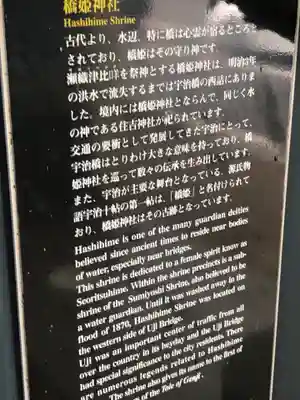 橋姫神社
Hashihime Shrine
古代より、水辺、特に橋は心霊が宿るところと
されており、橋姫はその守り神です。
瀬織津比咩を祭神とする橋姫神社は、明治3年
の洪水で流失するまでは宇治橋の西詰にありま
した。境内には橋姫神社とならんで、同じく水
の神である住吉神社が祀られています。
交通の要衝として発展してきた宇治にとって、
宇治橋はとりわけ大きな意味を持っており、橋
姫神社を巡って数々の伝承を生み出しています。
また、宇治が主要な舞台となっている、源氏物
語宇治十帖の第一帖は、「橋姫」と名付けられて
おり、橋姫神社はその古跡となっています。
Hashihime is one of the many guardian deities
believed since ancient times to reside near bodies
of water, especially near bridges.
This shrine is dedicated to a female spirit know as
Seoritsuhime. Within the shrine precincts is a sub-
shrine of the Sumiyoshi Shrine, also believed to be
a water guardian. Until it was washed away in the
flood of 1870, Hashihime Shrine was located on
the western side of Uji Bridge.
Uji was an important center of traffic from all
over the country in its heyday and the Uji Bridge
had special significance to the city residents. There
are numerous legends related to Hashihime
The shrine also gives its name to the first of
of the Tale of Genji.